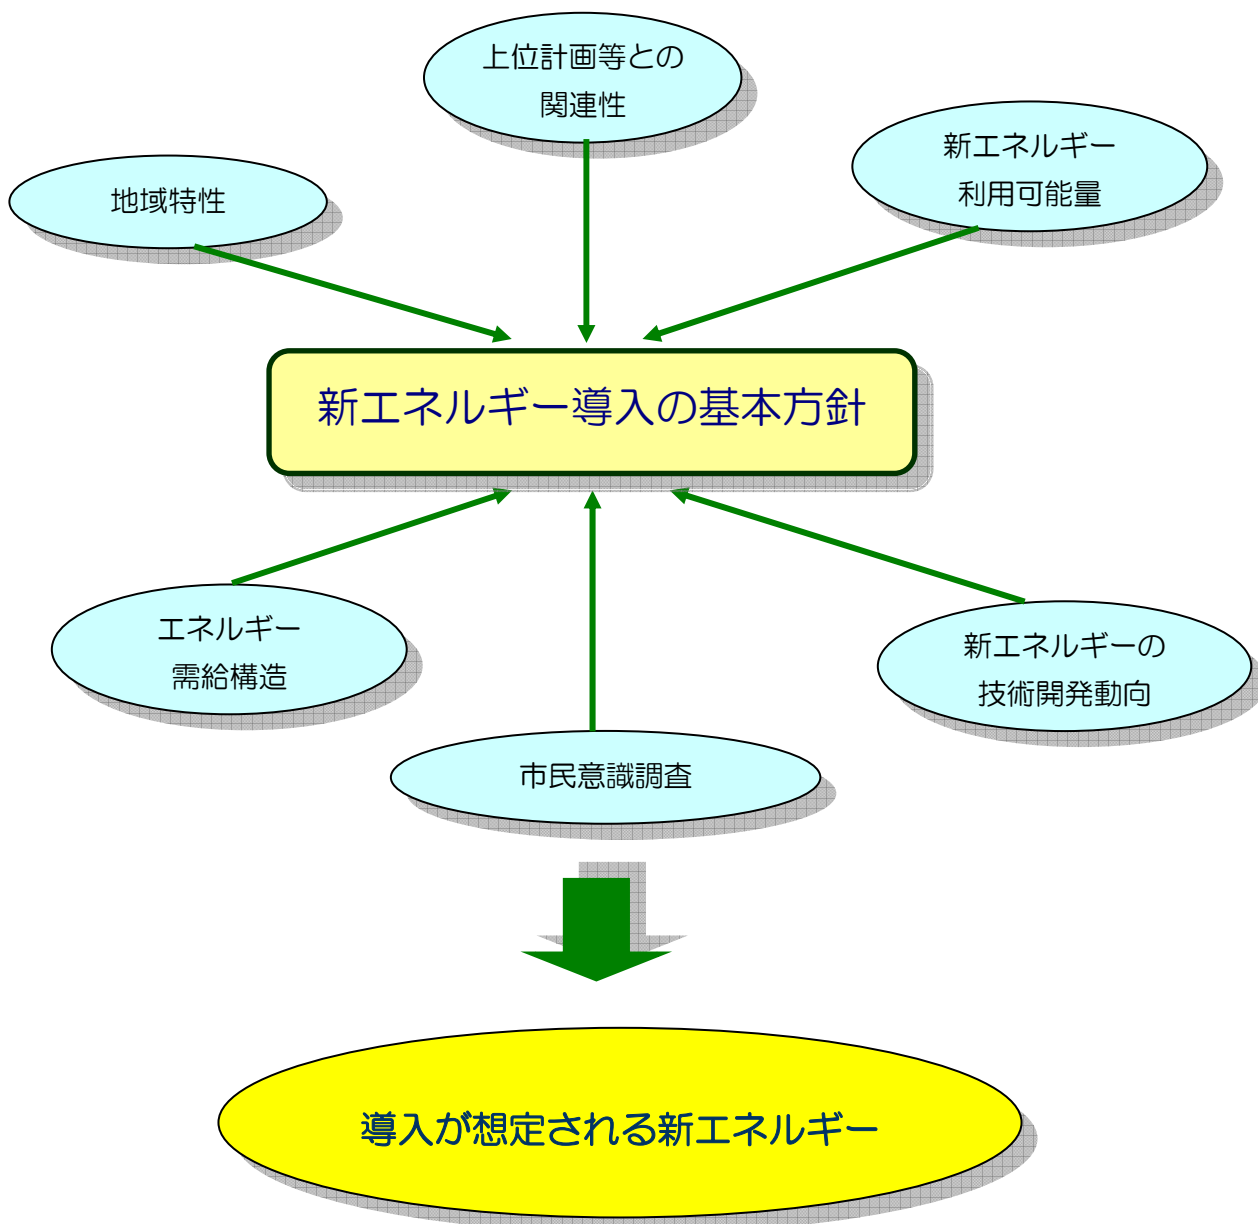 上位計画等との
関連性
新エネルギー
利用可能量
地域特性
新エネルギー導入の基本方針
エネルギー
需給構造
新エネルギーの
技術開発動向
市民意識調査
導入が想定される新エネルギー